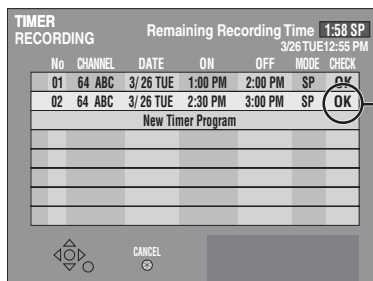 TIMER
RECORDING
Remaining Recording Time 1:58 SP
3/26 TUE 12:55 PM
No CHANNEL DATE ON OFF MODE CHECK
01 64 ABC 3/ 26 TUE 1:00 PM 2:00 PM SP OK
02 64 ABC 3/ 26 TUE 2:30 PM 3:00 PM SP OK
New Timer Program
CANCEL